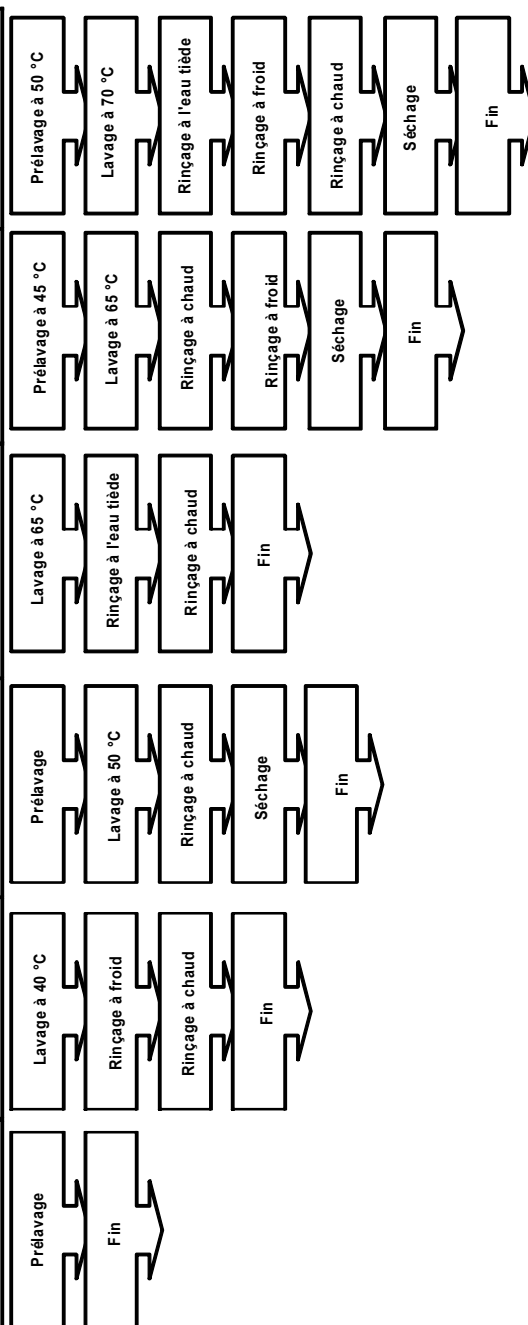 Prélavage
Fin
Lavage à 40 °C
Rinçage à froid
Rinçage à chaud
Fin
Prélavage
Lavage à 50 °C
Rinçage à chaud
Séchage
Fin
Lavage à 65 °C
Rinçage à l'eau tiède
Rinçage à chaud
Fin
Prélavage à 45 °C
Lavage à 65 °C
Rinçage à chaud
Rinçage à froid
Séchage
Fin
Prélavage à 50 °C
Lavage à 70 °C
Rinçage à l'eau tiède
Rinçage à froid
Rinçage à chaud
Séchage
Fin